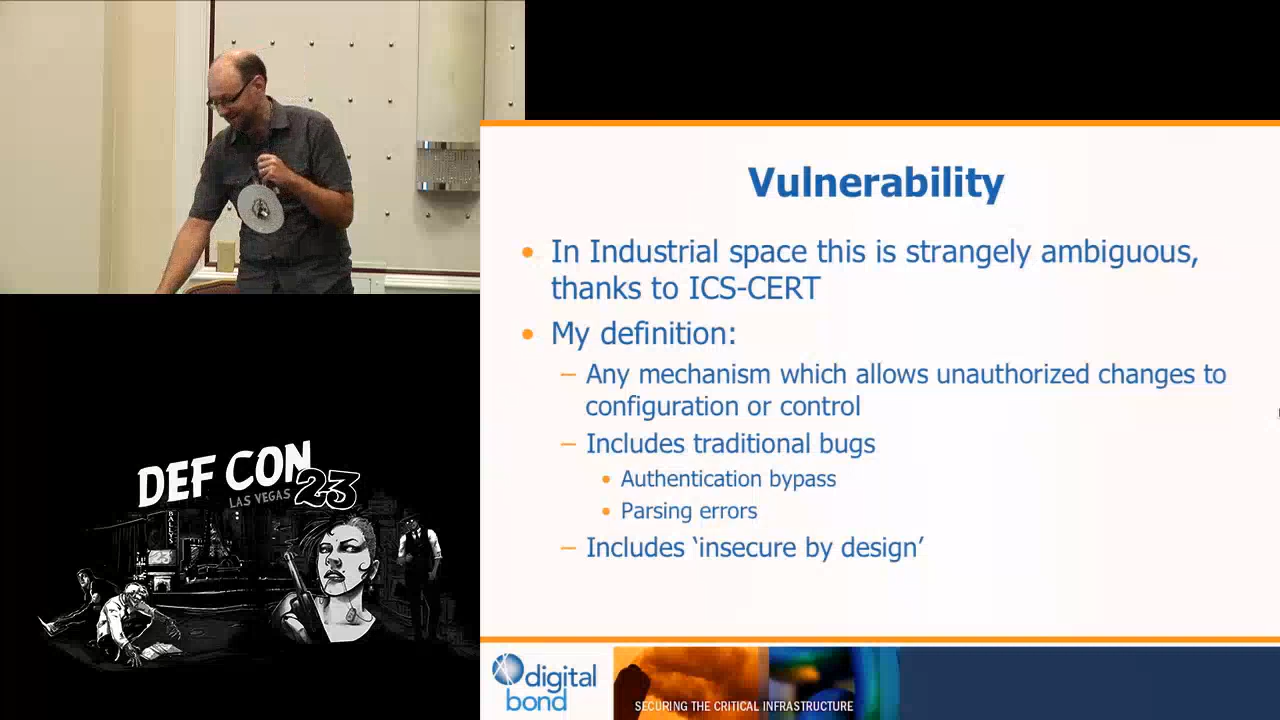 Vulnerability
• In Industrial space this is strangely ambiguous,
thanks to ICS-CERT
• My definition:
– Any mechanism which allows unauthorized changes to
configuration or control
– Includes traditional bugs
• Authentication bypass
• Parsing errors
– Includes ‘insecure by design’
DEF CON
LAS VEGAS 23
BALLYS
digital
bond
SECURING THE CRITICAL INFRASTRUCTURE